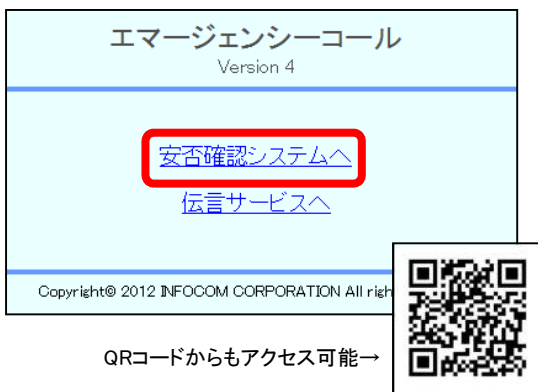 エマージェンシーコール
Version 4
安否確認システムへ
伝言サービスへ
Copyright© 2012 INFOCOM CORPORATION All
QRコードからもアクセス可能→